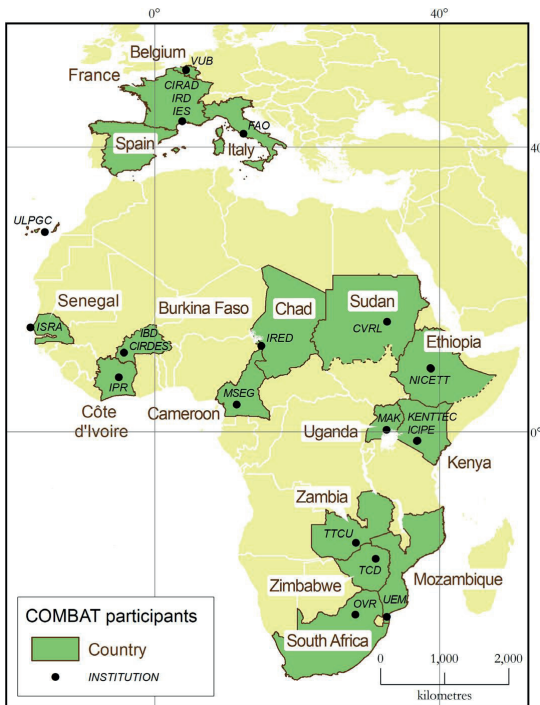 0°
40°
Belgium
VUB
France
CIRAD
IRD
IES
FAO
40
Spain
Italy
ULPGC
Senegal
Burkina Faso
Chad
Sudan
ISRA
IBD
CIRDES
IRED
CVRL
Ethiopia
IPR
MSEG
NICETT
Côte
d'Ivoire
Cameroon
MAK
KENTTEC
ICIPE
Uganda
0°
Kenya
Zambia
TTCU
TCD
Zimbabwe
Mozambique
OVR
UEM
South Africa
COMBAT participants
Country
INSTITUTION
0
1,000
2,000
kilometres